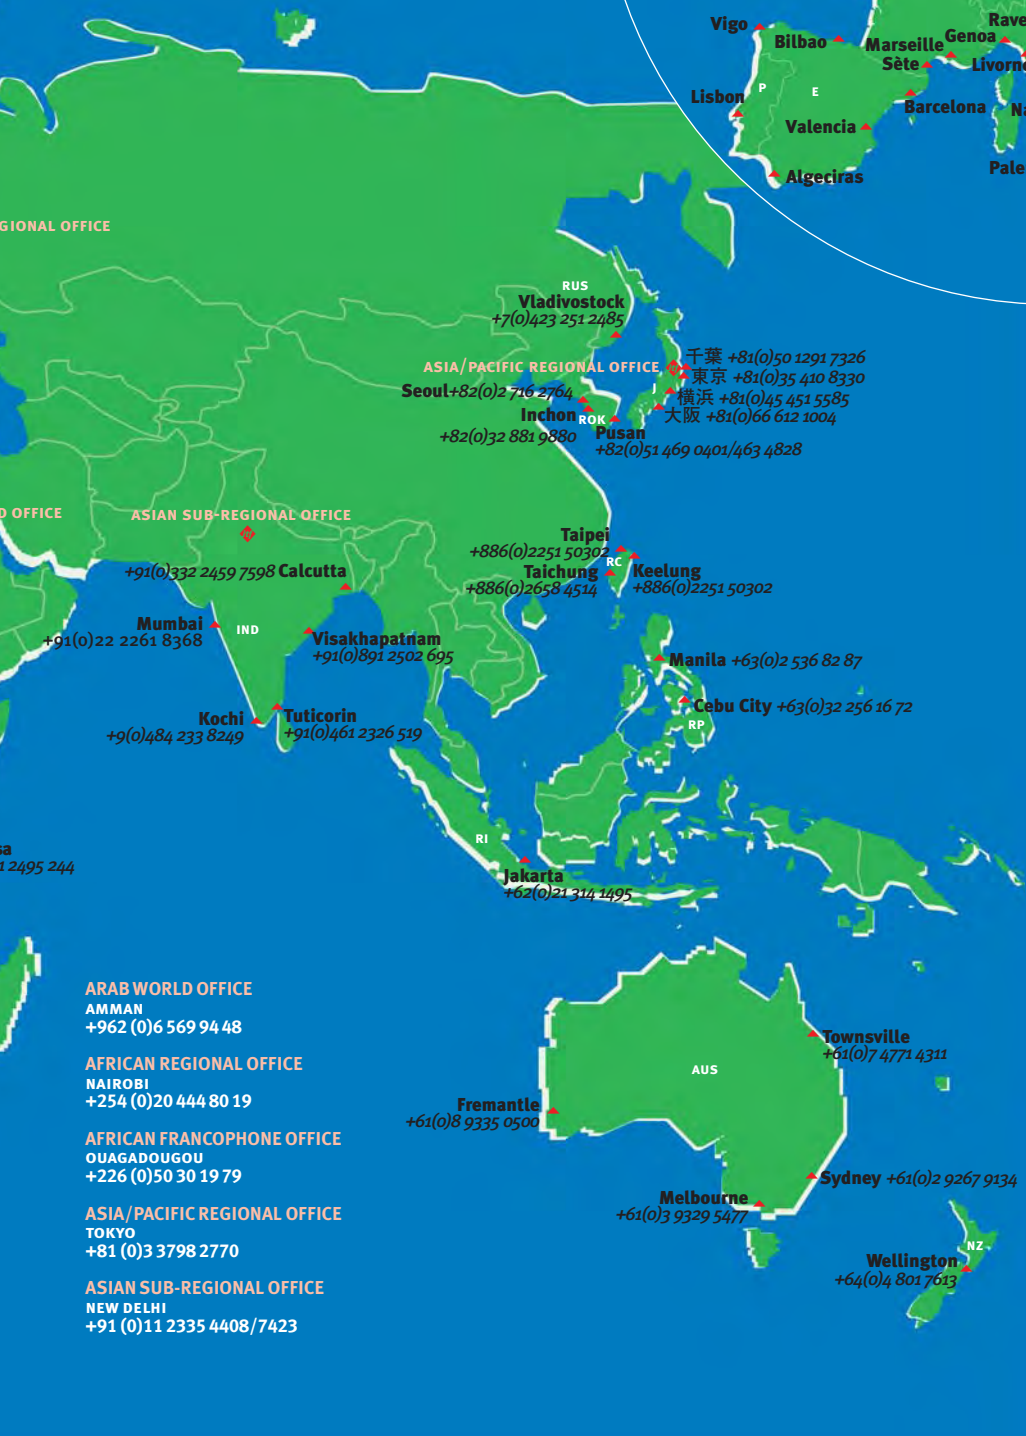 Vigo
Bilbao
Marseille
Sète
Genoa
Rave
Livorno
Lisbon
P
E
Barcelona
Na
Valencia
Pale
Algeciras
GIONAL OFFICE
RUS
Vladivostock
+7(0)423 251 2485
ASIA/PACIFIC REGIONAL OFFICE
千葉 +81(0)50 1291 7326
東京 +81(0)35 410 8330
横浜 +81(0)45 451 5585
大阪 +81(0)66 612 1004
J
Seoul+82(0)2 716 2764
Inchon
+82(0)32 881 9880
ROK
Pusan
+82(0)51 469 0401/463 4828
D OFFICE
ASIAN SUB-REGIONAL OFFICE
+91(0)332 2459 7598 Calcutta
Taipei
+886(0)2251 50302
RC
Taichung
+886(0)2658 4514
Keelung
+886(0)2251 50302
Mumbai
+91(0)22 2261 8368
IND
Visakhapatnam
+91(0)891 2502 695
Kochi
+9(0)484 233 8249
Tuticorin
+91(0)461 2326 519
Manila +63(0)2 536 82 87
Cebu City +63(0)32 256 16 72
RP
RI
sa
1 2495 244
Jakarta
+62(0)21 314 1495
ARAB WORLD OFFICE
AMMAN
+962 (0)6 569 94 48
AFRICAN REGIONAL OFFICE
NAIROBI
+254 (0)20 444 80 19
AFRICAN FRANCOPHONE OFFICE
OUAGADOUGOU
+226 (0)50 30 19 79
ASIA/PACIFIC REGIONAL OFFICE
TOKYO
+81 (0)3 3798 2770
ASIAN SUB-REGIONAL OFFICE
NEW DELHI
+91 (0)11 2335 4408/7423
Townsville
+61(0)7 4771 4311
AUS
Fremantle
+61(0)8 9335 0500
Sydney +61(0)2 9267 9134
Melbourne
+61(0)3 9329 5477
NZ
Wellington
+64(0)4 801 7613